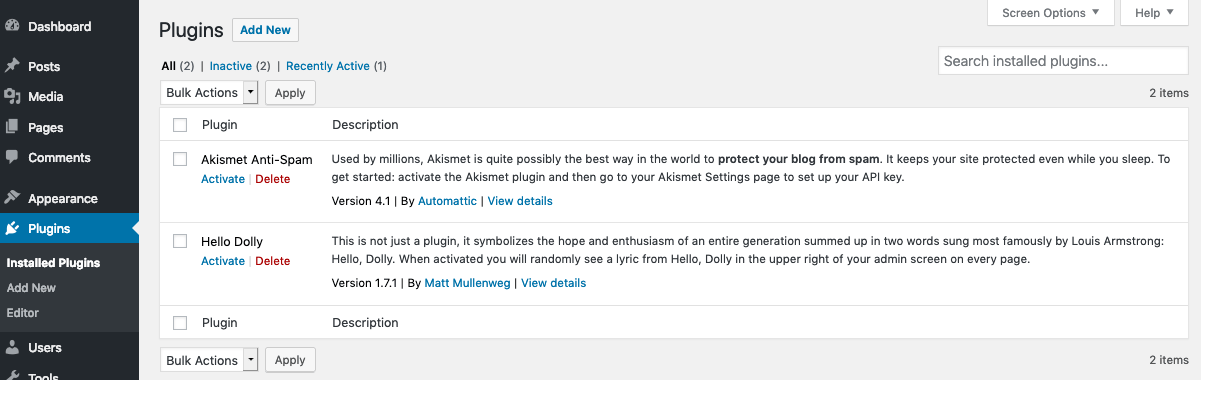 Dashboard
Posts
Media
Pages
Comments
Appearance
Plugins
Installed Plugins
Add New
Editor
Users
Tools
Screen Options ▼
Help ▼
Plugins Add New
All (2) | Inactive (2) | Recently Active (1)
Search installed plugins...
Bulk Actions Apply
2 items
Plugin Description
Akismet Anti-Spam
Activate | Delete
Used by millions, Akismet is quite possibly the best way in the world to protect your blog from spam. It keeps your site protected even while you sleep. To
get started: activate the Akismet plugin and then go to your Akismet Settings page to set up your API key.
Version 4.1 | By Automattic | View details
Hello Dolly
Activate | Delete
This is not just a plugin, it symbolizes the hope and enthusiasm of an entire generation summed up in two words sung most famously by Louis Armstrong:
Hello, Dolly. When activated you will randomly see a lyric from Hello, Dolly in the upper right of your admin screen on every page.
Version 1.7.1 | By Matt Mullenweg | View details
Plugin Description
Bulk Actions Apply
2 items